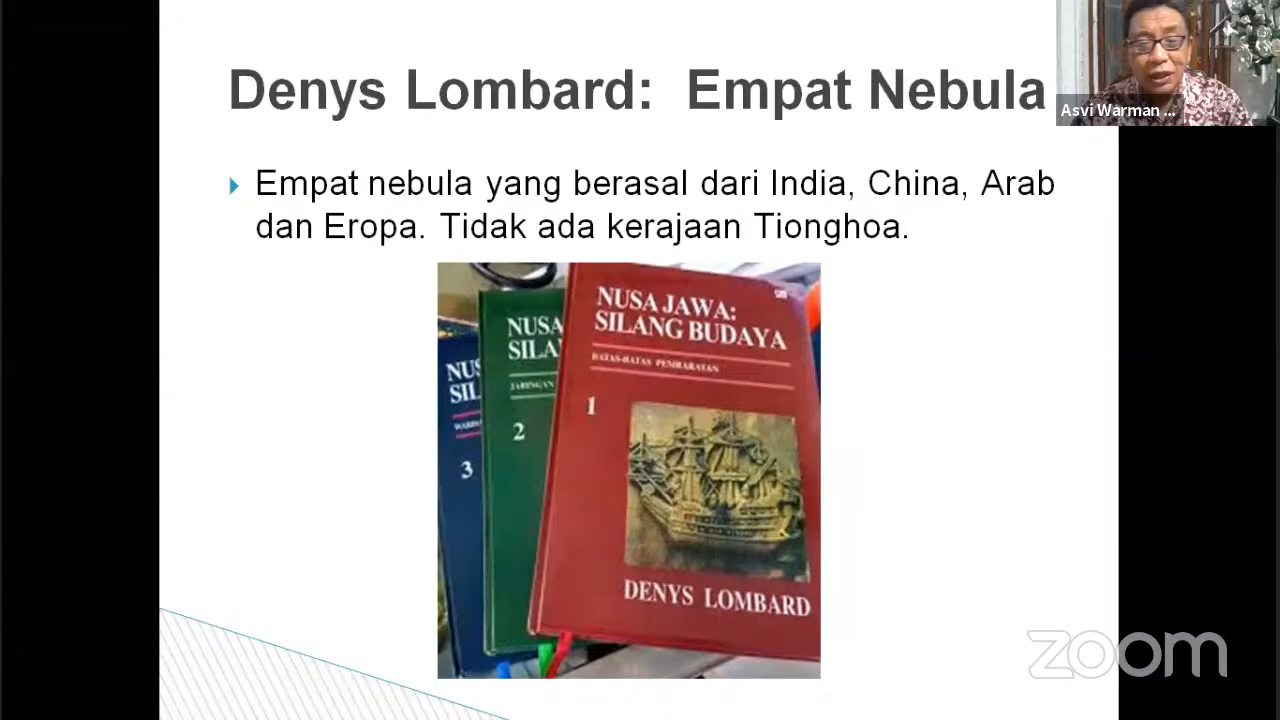 Denys Lombard: Empat Nebula
Asvi Warman ...
Empat nebula yang berasal dari India, China, Arab
dan Eropa. Tidak ada kerajaan Tionghoa.
NUSA JAWA:
SILANG BUDAYA
BATAS-BATAS PEMBARATAN
1
DENYS LOMBARD
NUSA
SILA
JARINGAN
2
NUS
SIL
3
zoom